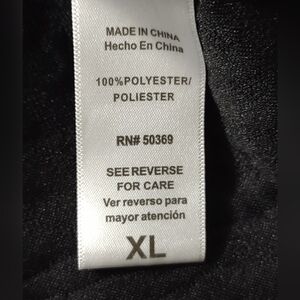 MADE IN CHINA
Hecho En China
100%POLYESTER/
POLIESTER
RN# 50369
SEE REVERSE
FOR CARE
Ver reverso para
mayor atención
XL